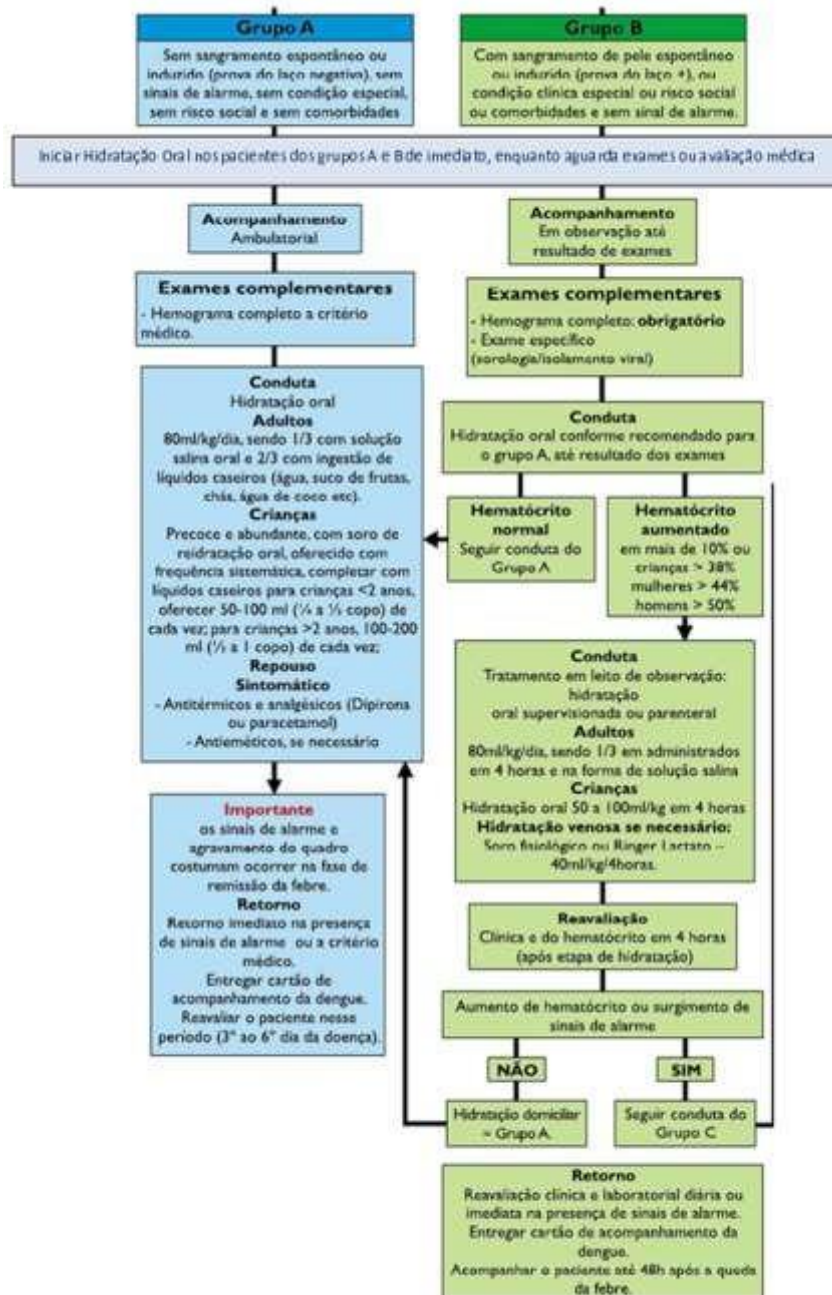 Grupo A
Sem sangramento espontâneo ou
induzido (prova do laço negativa), sem
sinais de alarme, sem condição especial,
sem risco social e sem comorbidades
Grupo B
Com sangramento de pele espontâneo
ou induzido (prova do laço +), ou
condição clínica especial ou risco social
ou comorbidades e sem sinal de alarme.
Iniciar Hidratação Oral nos pacientes dos grupos A e B de imediato, enquanto aguarda exames ou avaliação médica
Acompanhamento
Ambulatorial
Exames complementares
- Hemograma completo a critério
médico.
Conduta
Hidratação oral
Adultos
80ml/kg/dia, sendo 1/3 com solução
salina oral e 2/3 com ingestão de
líquidos caseiros (água, suco de frutas,
chás, água de coco etc).
Crianças
Precoce e abundante, com soro de
reidratação oral, oferecido com
frequência sistemática, completar com
líquidos caseiros para crianças <2 anos,
oferecer 50-100 ml (¼ a ½ copo) de
cada vez; para crianças >2 anos, 100-200
ml (½ a 1 copo) de cada vez;
Repouso
Sintomático
- Antitérmicos e analgésicos (Dipirona
ou paracetamol)
- Antieméticos, se necessário
Importante
os sinais de alarme e
agravamento do quadro
costumam ocorrer na fase de
remissão da febre.
Retorno
Retorno imediato na presença
de sinais de alarme ou a critério
médico.
Entregar cartão de
acompanhamento da dengue.
Reavaliar o paciente nesse
período (3º ao 6º dia da doença).
Acompanhamento
Em observação até
resultado de exames
Exames complementares
- Hemograma completo: obrigatório
- Exame específico
(sorologia/isolamento viral)
Conduta
Hidratação oral conforme recomendado para
o grupo A, até resultado dos exames
Hematócrito
normal
Seguir conduta do
Grupo A
Hematócrito
aumentado
em mais de 10% ou
crianças > 38%
mulheres > 44%
homens > 50%
Conduta
Tratamento em leito de observação:
hidratação
oral supervisionada ou parenteral
Adultos
80ml/kg/dia, sendo 1/3 em administrados
em 4 horas e na forma de solução salina
Crianças
Hidratação oral 50 a 100ml/kg em 4 horas
Hidratação venosa se necessário:
Soro fisiológico ou Ringer Lactato –
40ml/kg/4horas.
Reavaliação
Clínica e do hematócrito em 4 horas
(após etapa de hidratação)
Aumento de hematócrito ou surgimento de
sinais de alarme
NÃO
SIM
Hidratação domiciliar
= Grupo A
Seguir conduta do
Grupo C
Retorno
Reavaliação clínica e laboratorial diária ou
imediata na presença de sinais de alarme.
Entregar cartão de acompanhamento da
dengue.
Acompanhar o paciente até 48h após a queda
da febre.